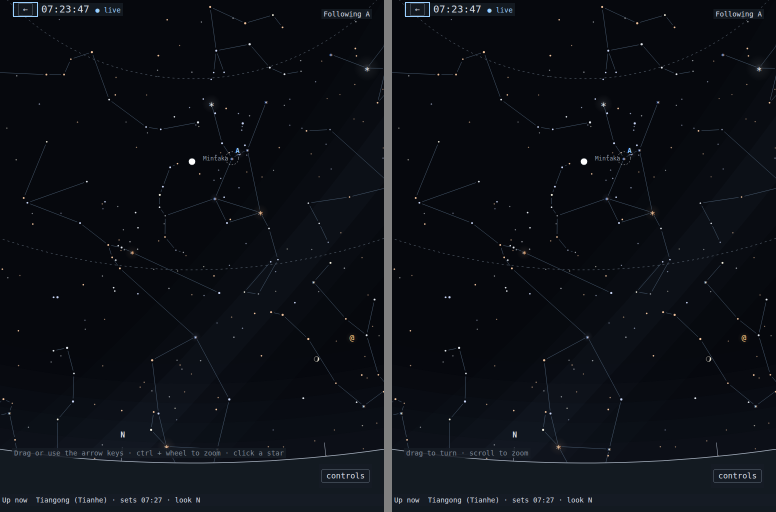 ← 07:23:47 ● live
Following A
A
Mintaka
@
N
Drag or use the arrow keys · ctrl + wheel to zoom · click a star
controls
Up now Tiangong (Tianhe) · sets 07:27 · look N
← 07:23:47 ● live
Following A
A
Mintaka
@
N
drag to turn · scroll to zoom
controls
Up now Tiangong (Tianhe) · sets 07:27 · look N